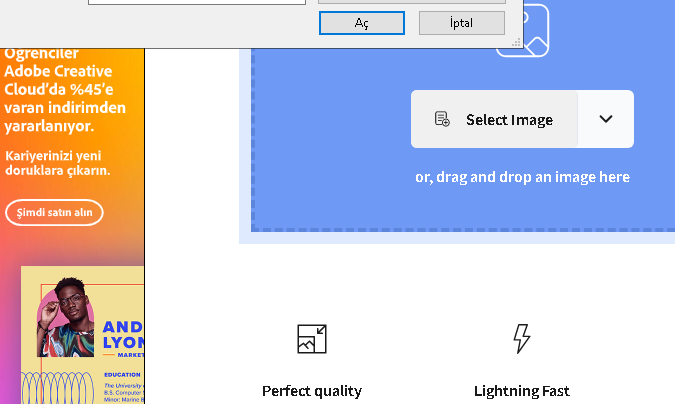 Aç
İptal
Öğrenciler
Adobe Creative
Cloud’da %45’e
varan indirimden
yararlanıyor.
Kariyerinizi yeni
doruklara çıkarın.
Şimdi satın alın
AND
LYON
MARKET
EDUCATION
The University o
B.S. Computer S
Minor: Marine B
Select Image
or, drag and drop an image here
Perfect quality
Lightning Fast